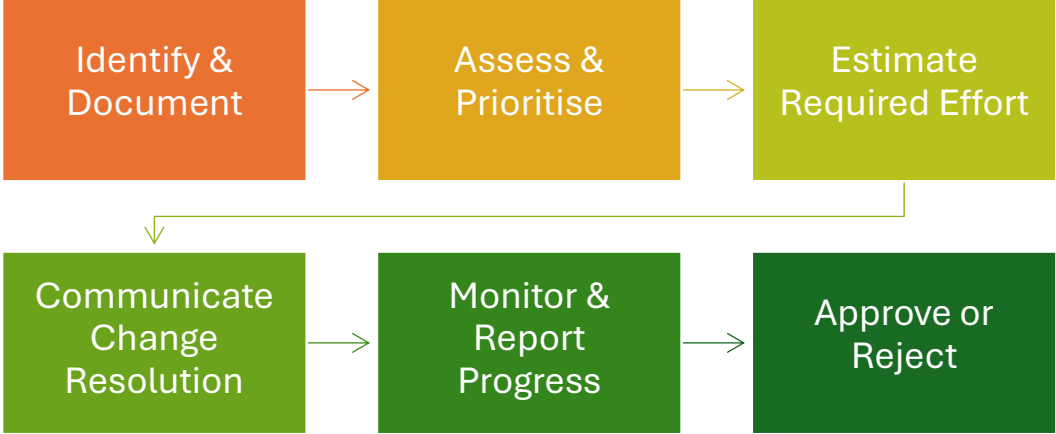 Identify &
Document
Assess &
Prioritise
Estimate
Required Effort
Communicate
Change
Resolution
Monitor &
Report
Progress
Approve or
Reject